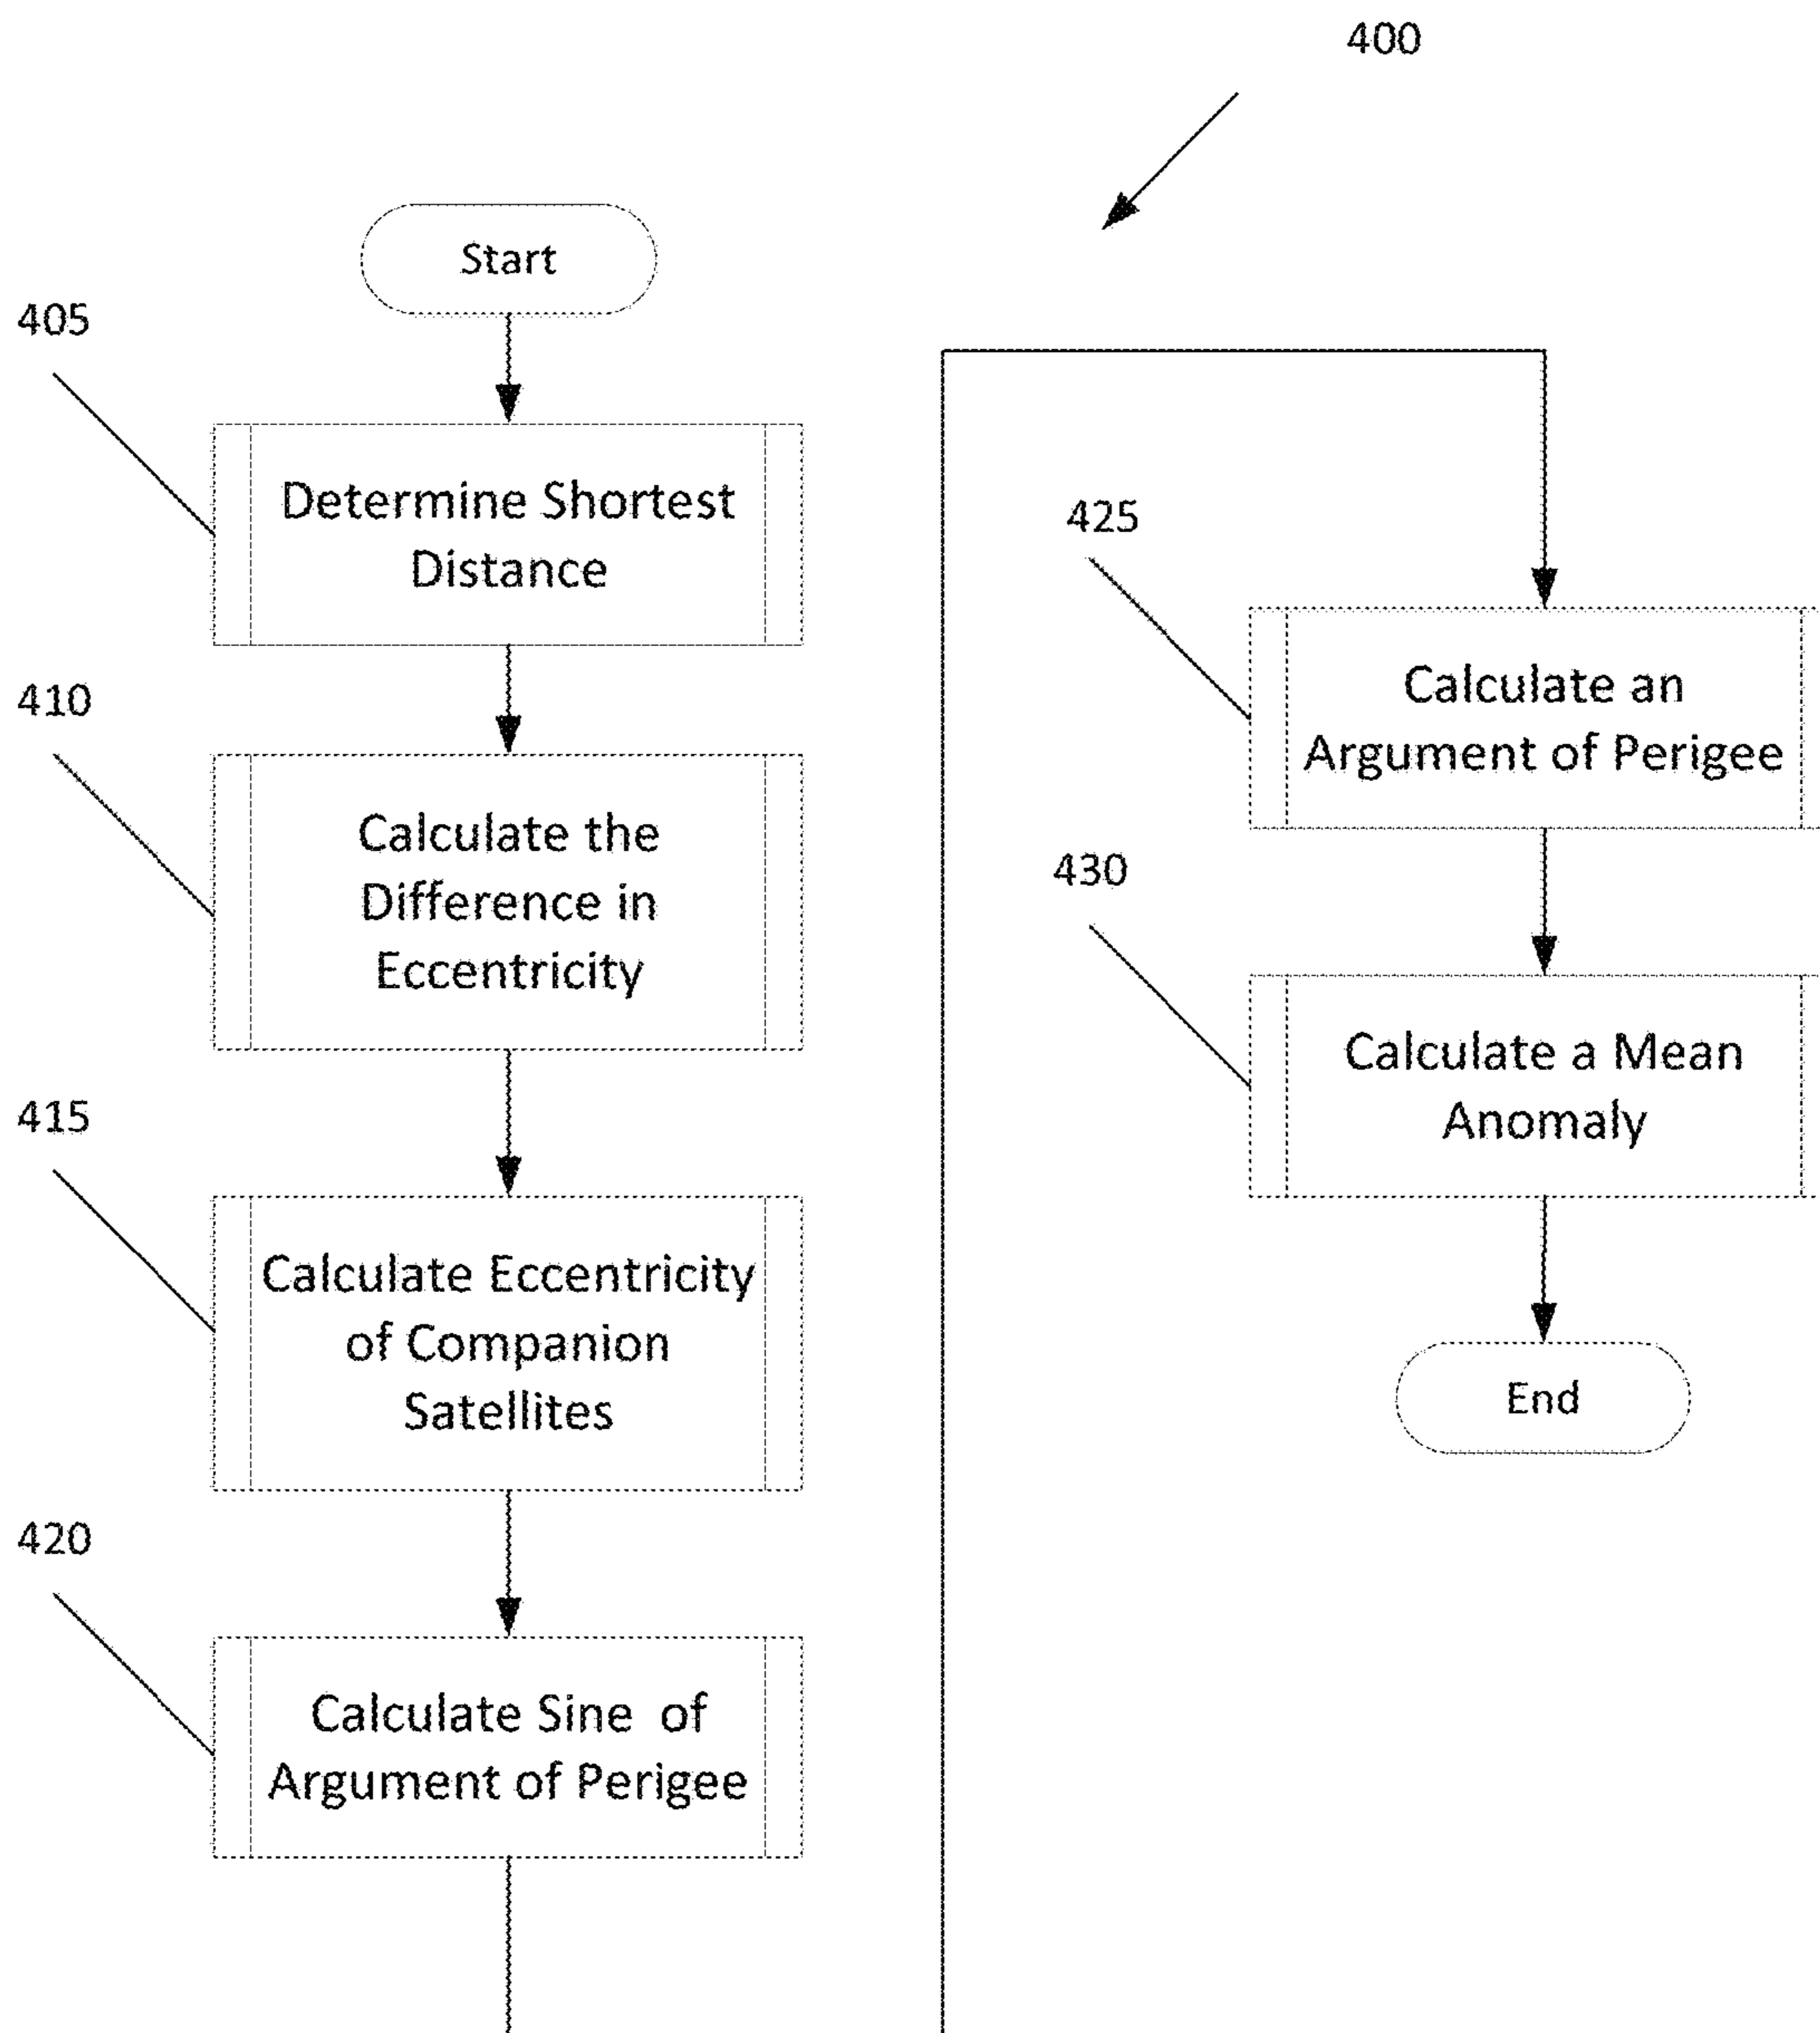 400
Start
405
Determine Shortest
Distance
410
Calculate the
Difference in
Eccentricity
415
Calculate Eccentricity
of Companion
Satellites
420
Calculate Sine of
Argument of Perigee
425
Calculate an
Argument of Perigee
430
Calculate a Mean
Anomaly
End